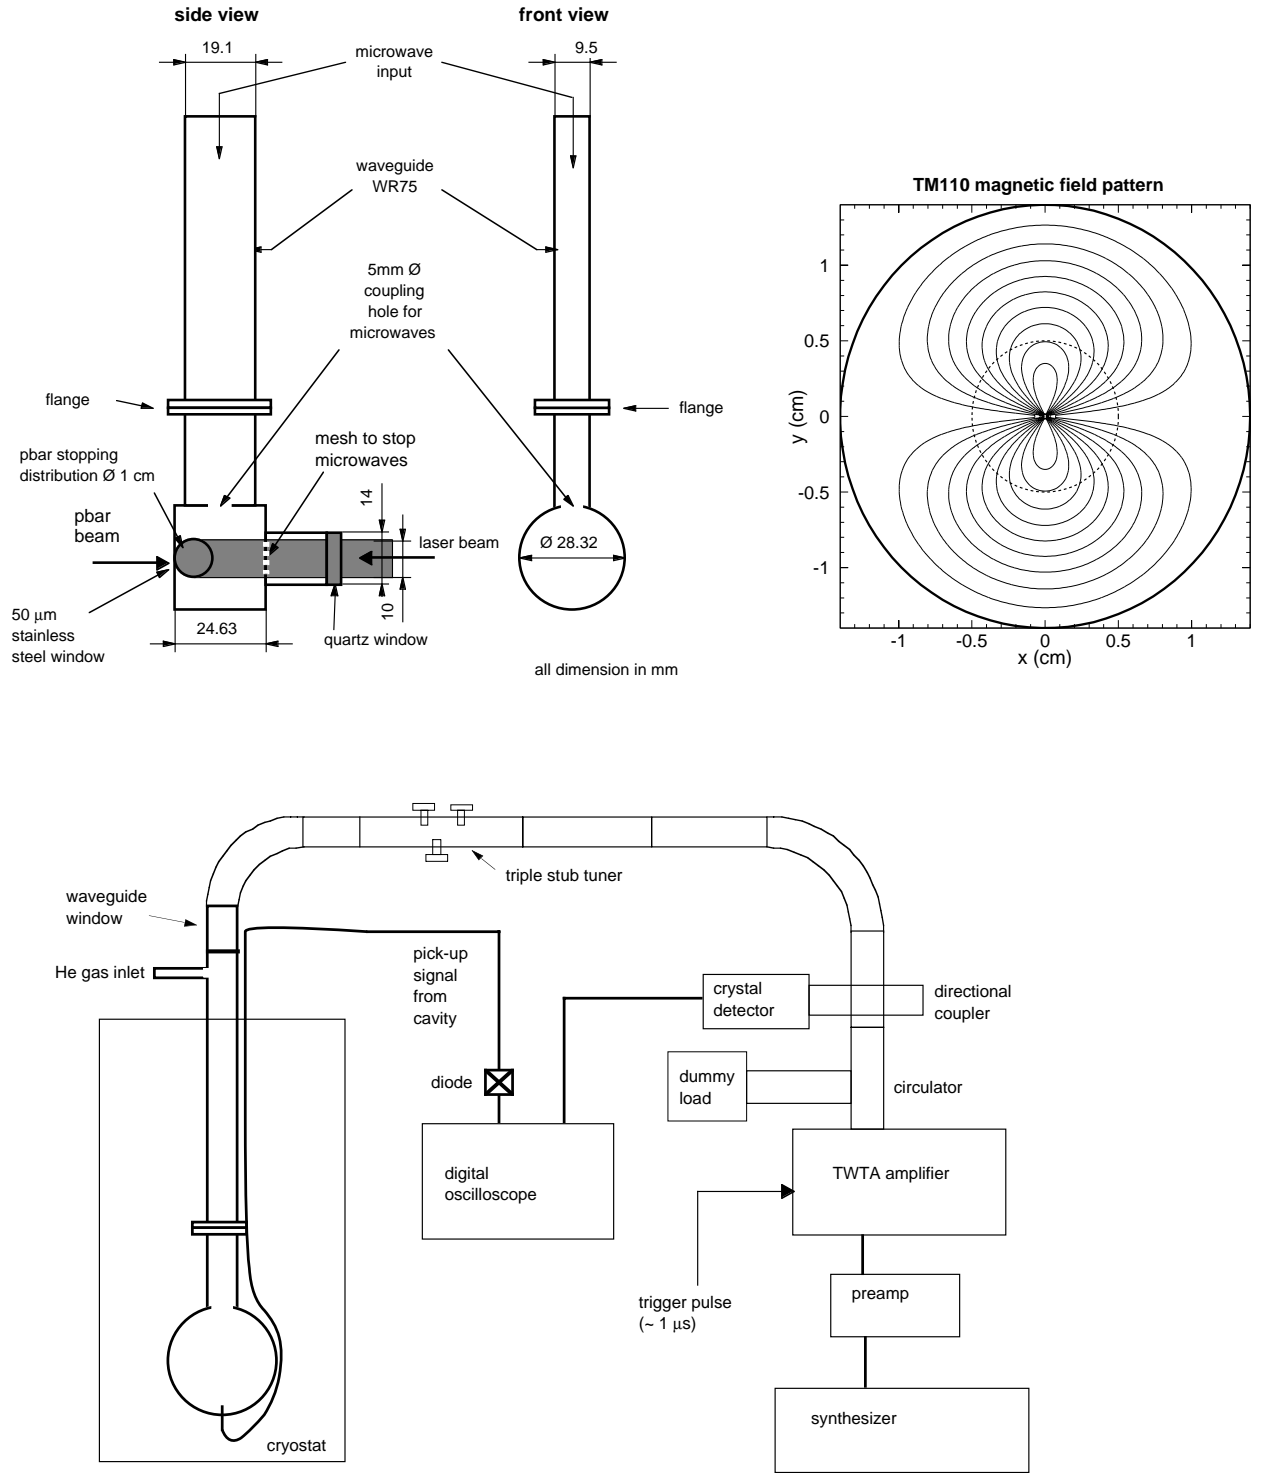 side view
front view
19.1
9.5
microwave
input
waveguide
WR75
5mm Ø
coupling
hole for
microwaves
flange
flange
mesh to stop
microwaves
pbar stopping
distribution Ø 1 cm
14
pbar
beam
laser beam
Ø 28.32
10
50 μm
stainless
steel window
24.63
quartz window
all dimension in mm
TM110 magnetic field pattern
1
0.5
0
-0.5
-1
y (cm)
-1
-0.5
0
0.5
1
x (cm)
triple stub tuner
waveguide
window
He gas inlet
pick-up
signal
from
cavity
crystal
detector
directional
coupler
diode
dummy
load
circulator
digital
oscilloscope
TWTA amplifier
trigger pulse
(~ 1 μs)
preamp
synthesizer
cryostat